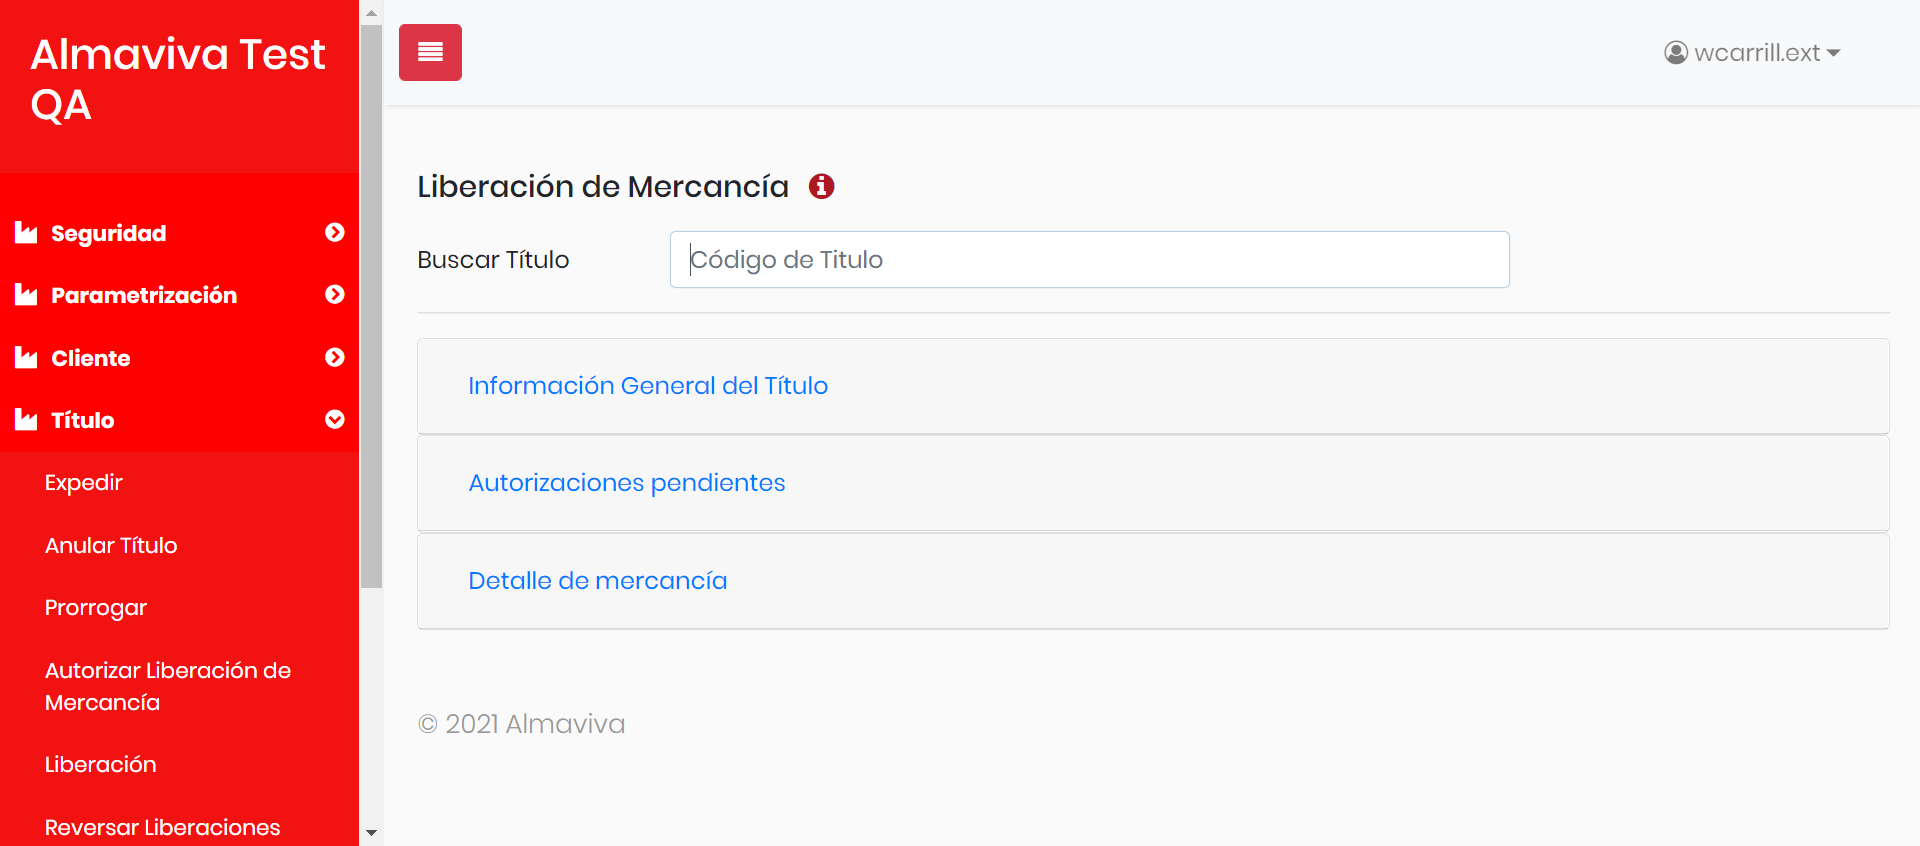 Almaviva Test
QA
Seguridad
Parametrización
Cliente
Título
Expedir
Anular Título
Prorrogar
Autorizar Liberación de
Mercancía
Liberación
Reversar Liberaciones
wcarrill.ext
Liberación de Mercancía
Buscar Título
Código de Titulo
Información General del Título
Autorizaciones pendientes
Detalle de mercancía
© 2021 Almaviva